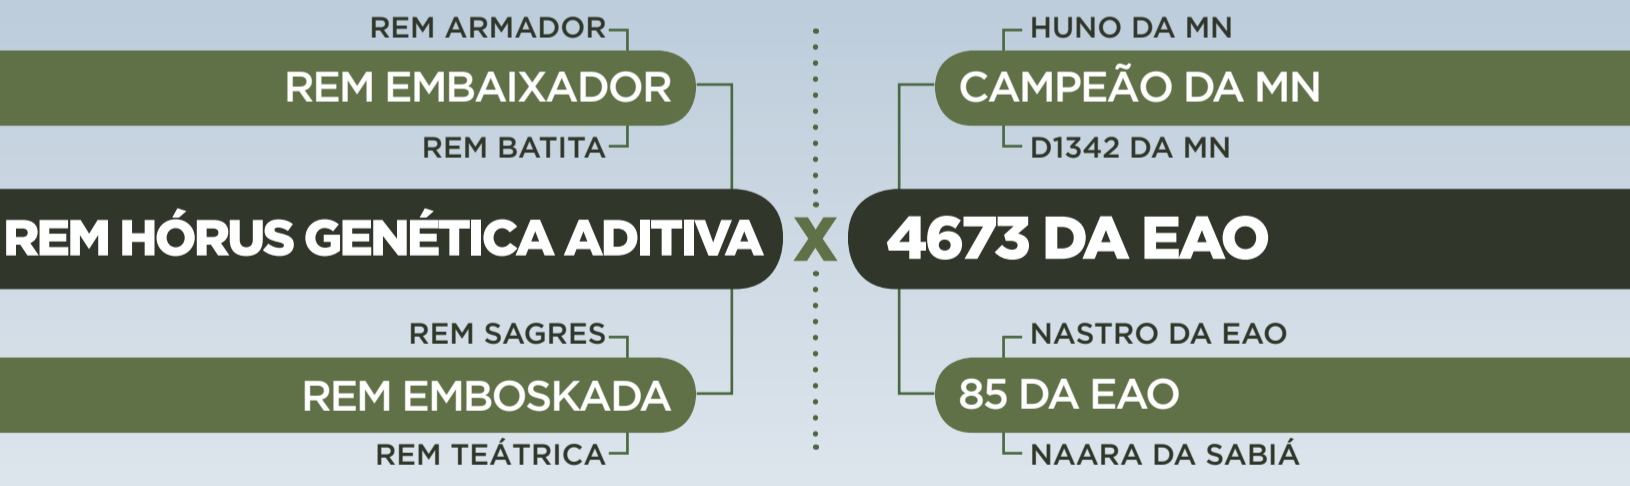 REM ARMADOR
REM EMBAIXADOR
REM BATITA
REM HÓRUS GENÉTICA ADITIVA
REM SAGRES
REM EMBOSKADA
REM TEÁTRICA
X
HUNO DA MN
CAMPEÃO DA MN
D1342 DA MN
4673 DA EAO
NASTRO DA EAO
85 DA EAO
NAARA DA SABIÁ